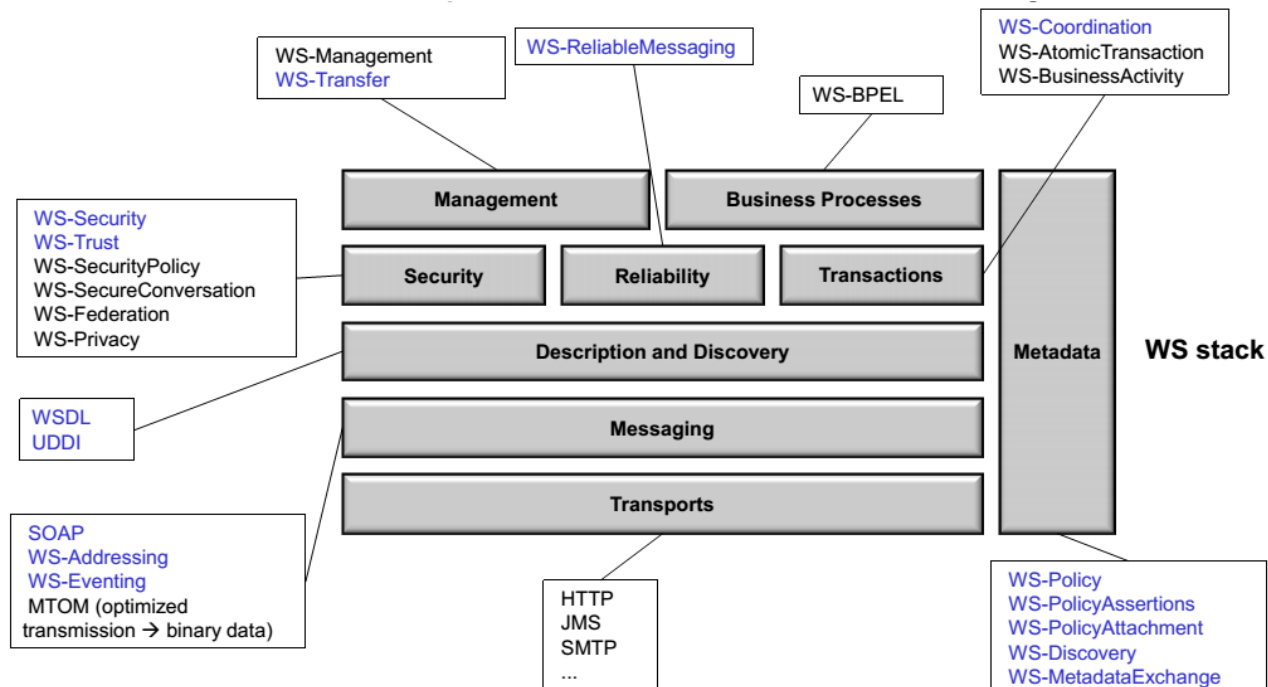 WS-Management
WS-Transfer
WS-ReliableMessaging
WS-BPEL
WS-Coordination
WS-AtomicTransaction
WS-BusinessActivity
Management
Business Processes
WS-Security
WS-Trust
WS-SecurityPolicy
WS-SecureConversation
WS-Federation
WS-Privacy
Security
Reliability
Transactions
Description and Discovery
Metadata
WS stack
WSDL
UDDI
Messaging
Transports
SOAP
WS-Addressing
WS-Eventing
MTOM (optimized
transmission → binary data)
HTTP
JMS
SMTP
...
WS-Policy
WS-PolicyAssertions
WS-PolicyAttachment
WS-Discovery
WS-MetadataExchange